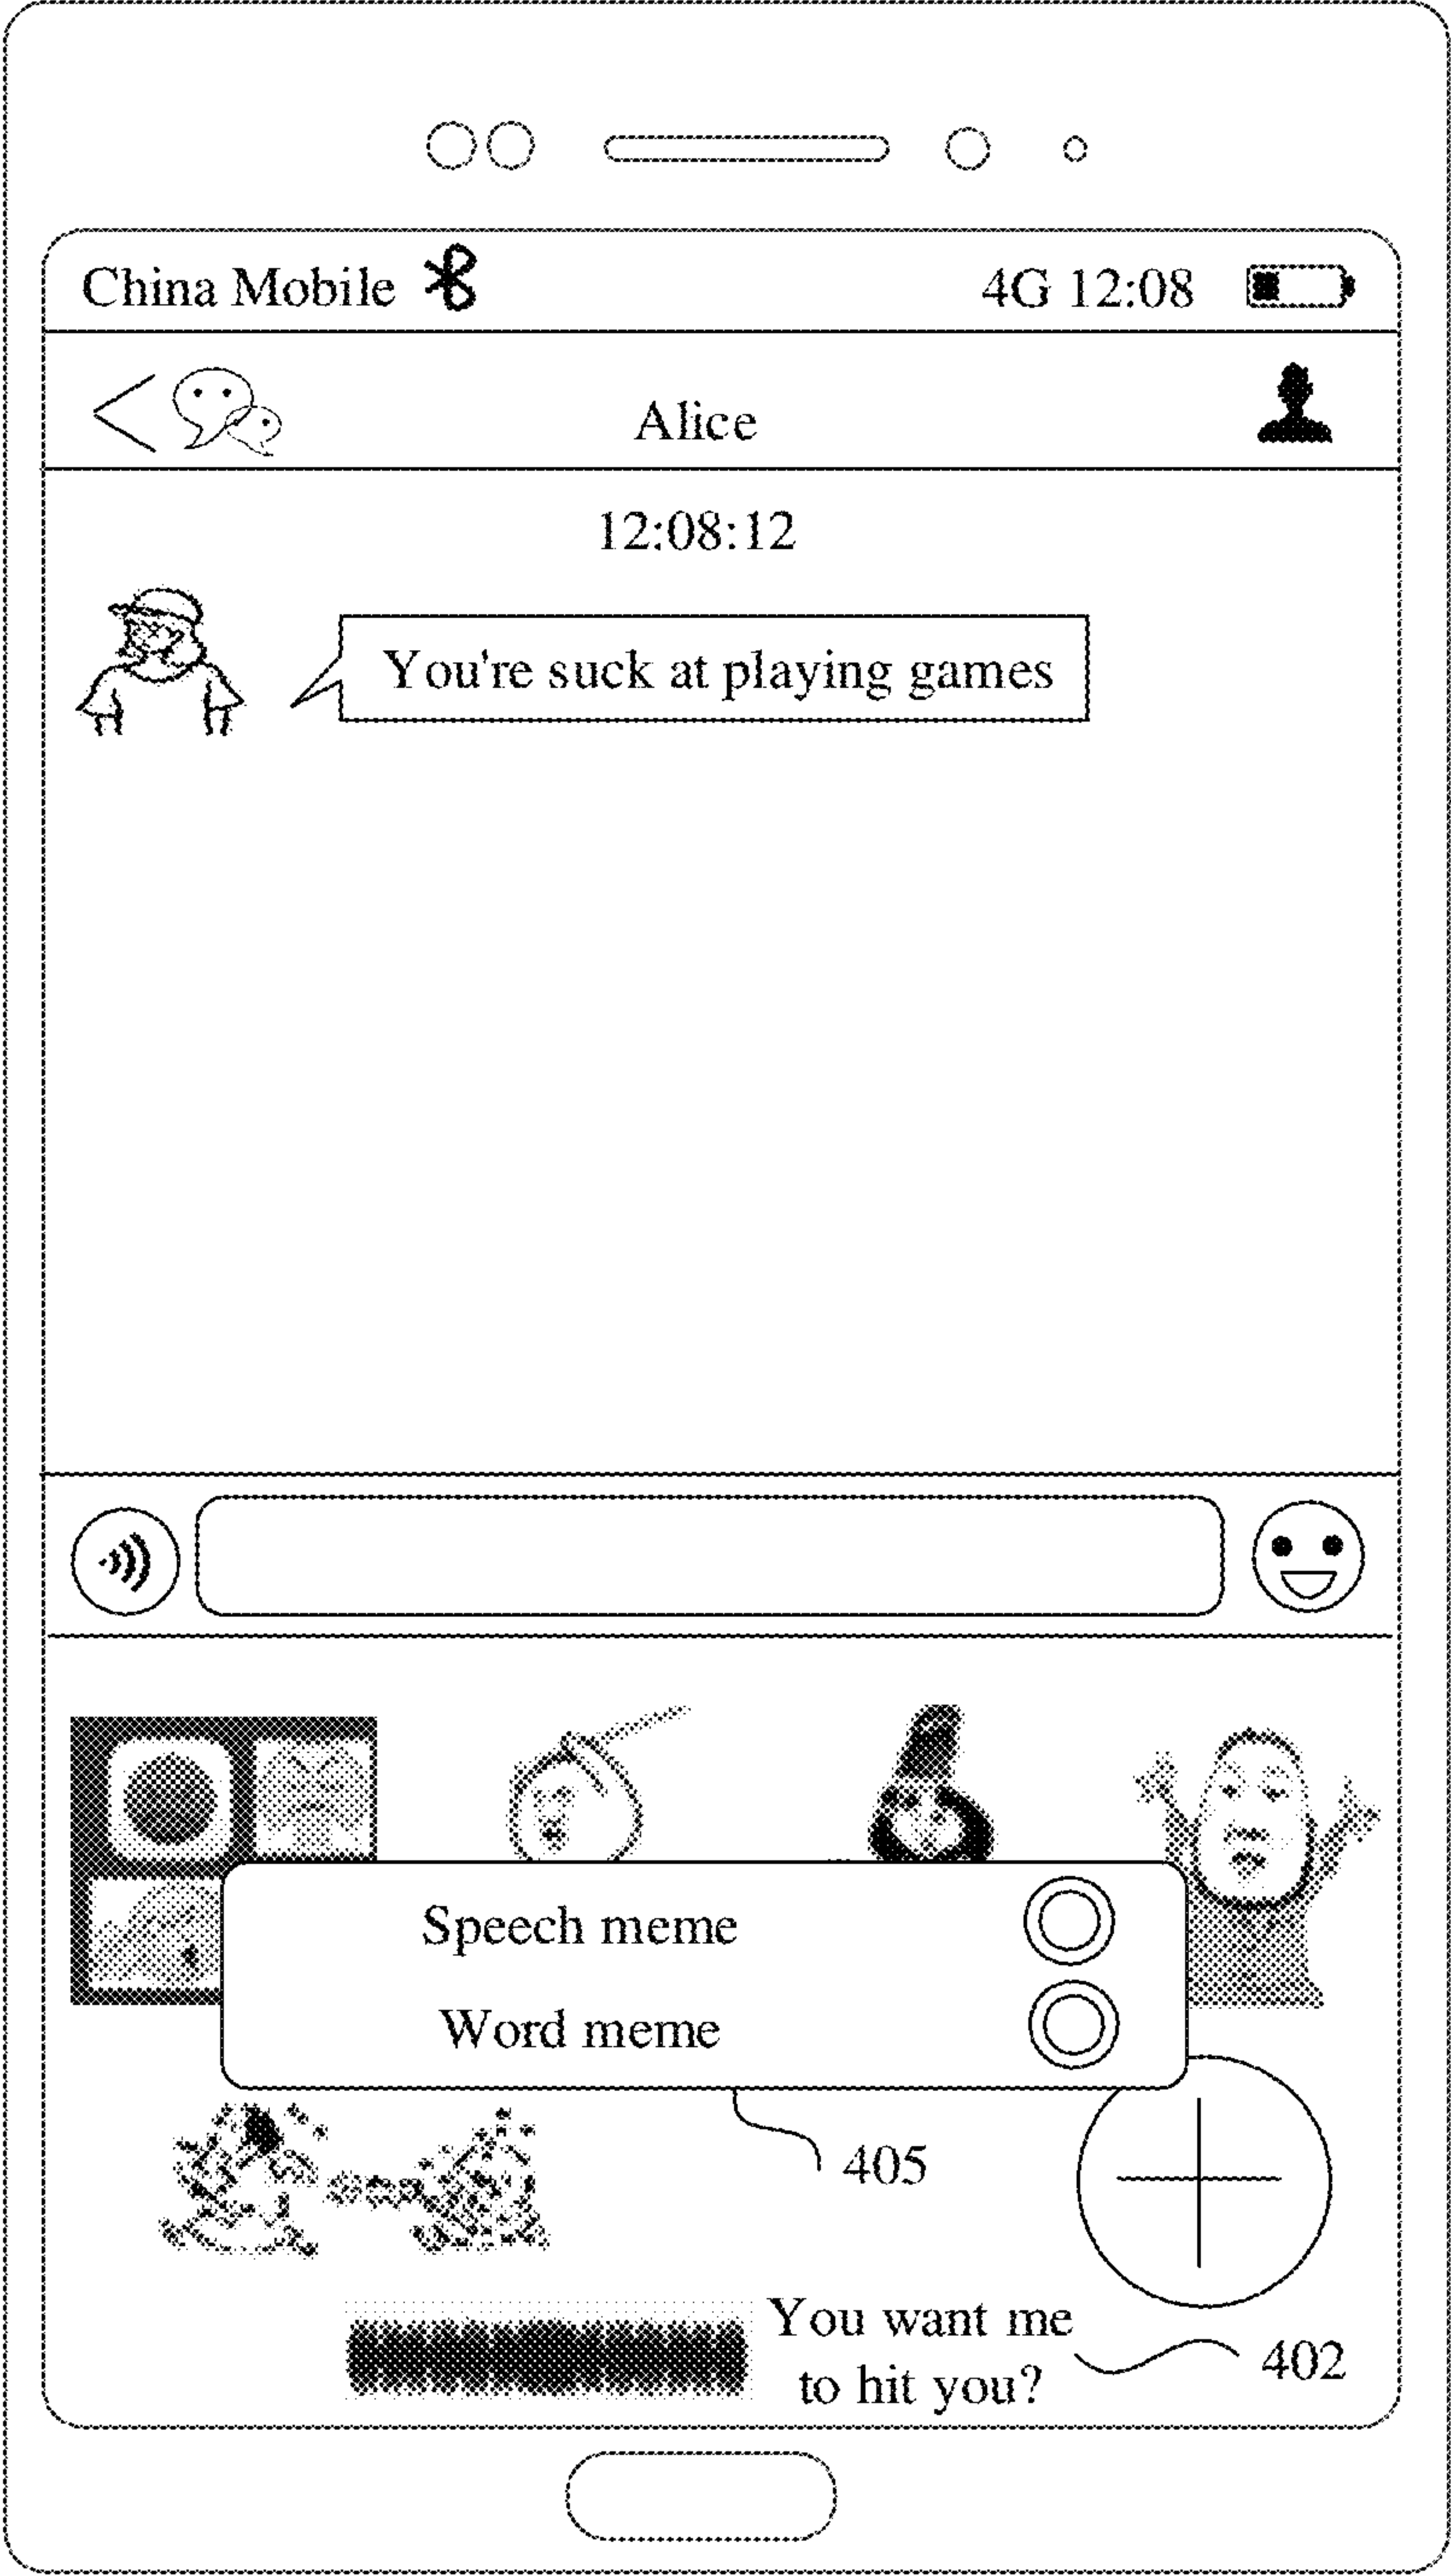 China Mobile 4G 12:08
Alice
12:08:12
You're suck at playing games
Speech meme
Word meme
405
You want me
to hit you?
402